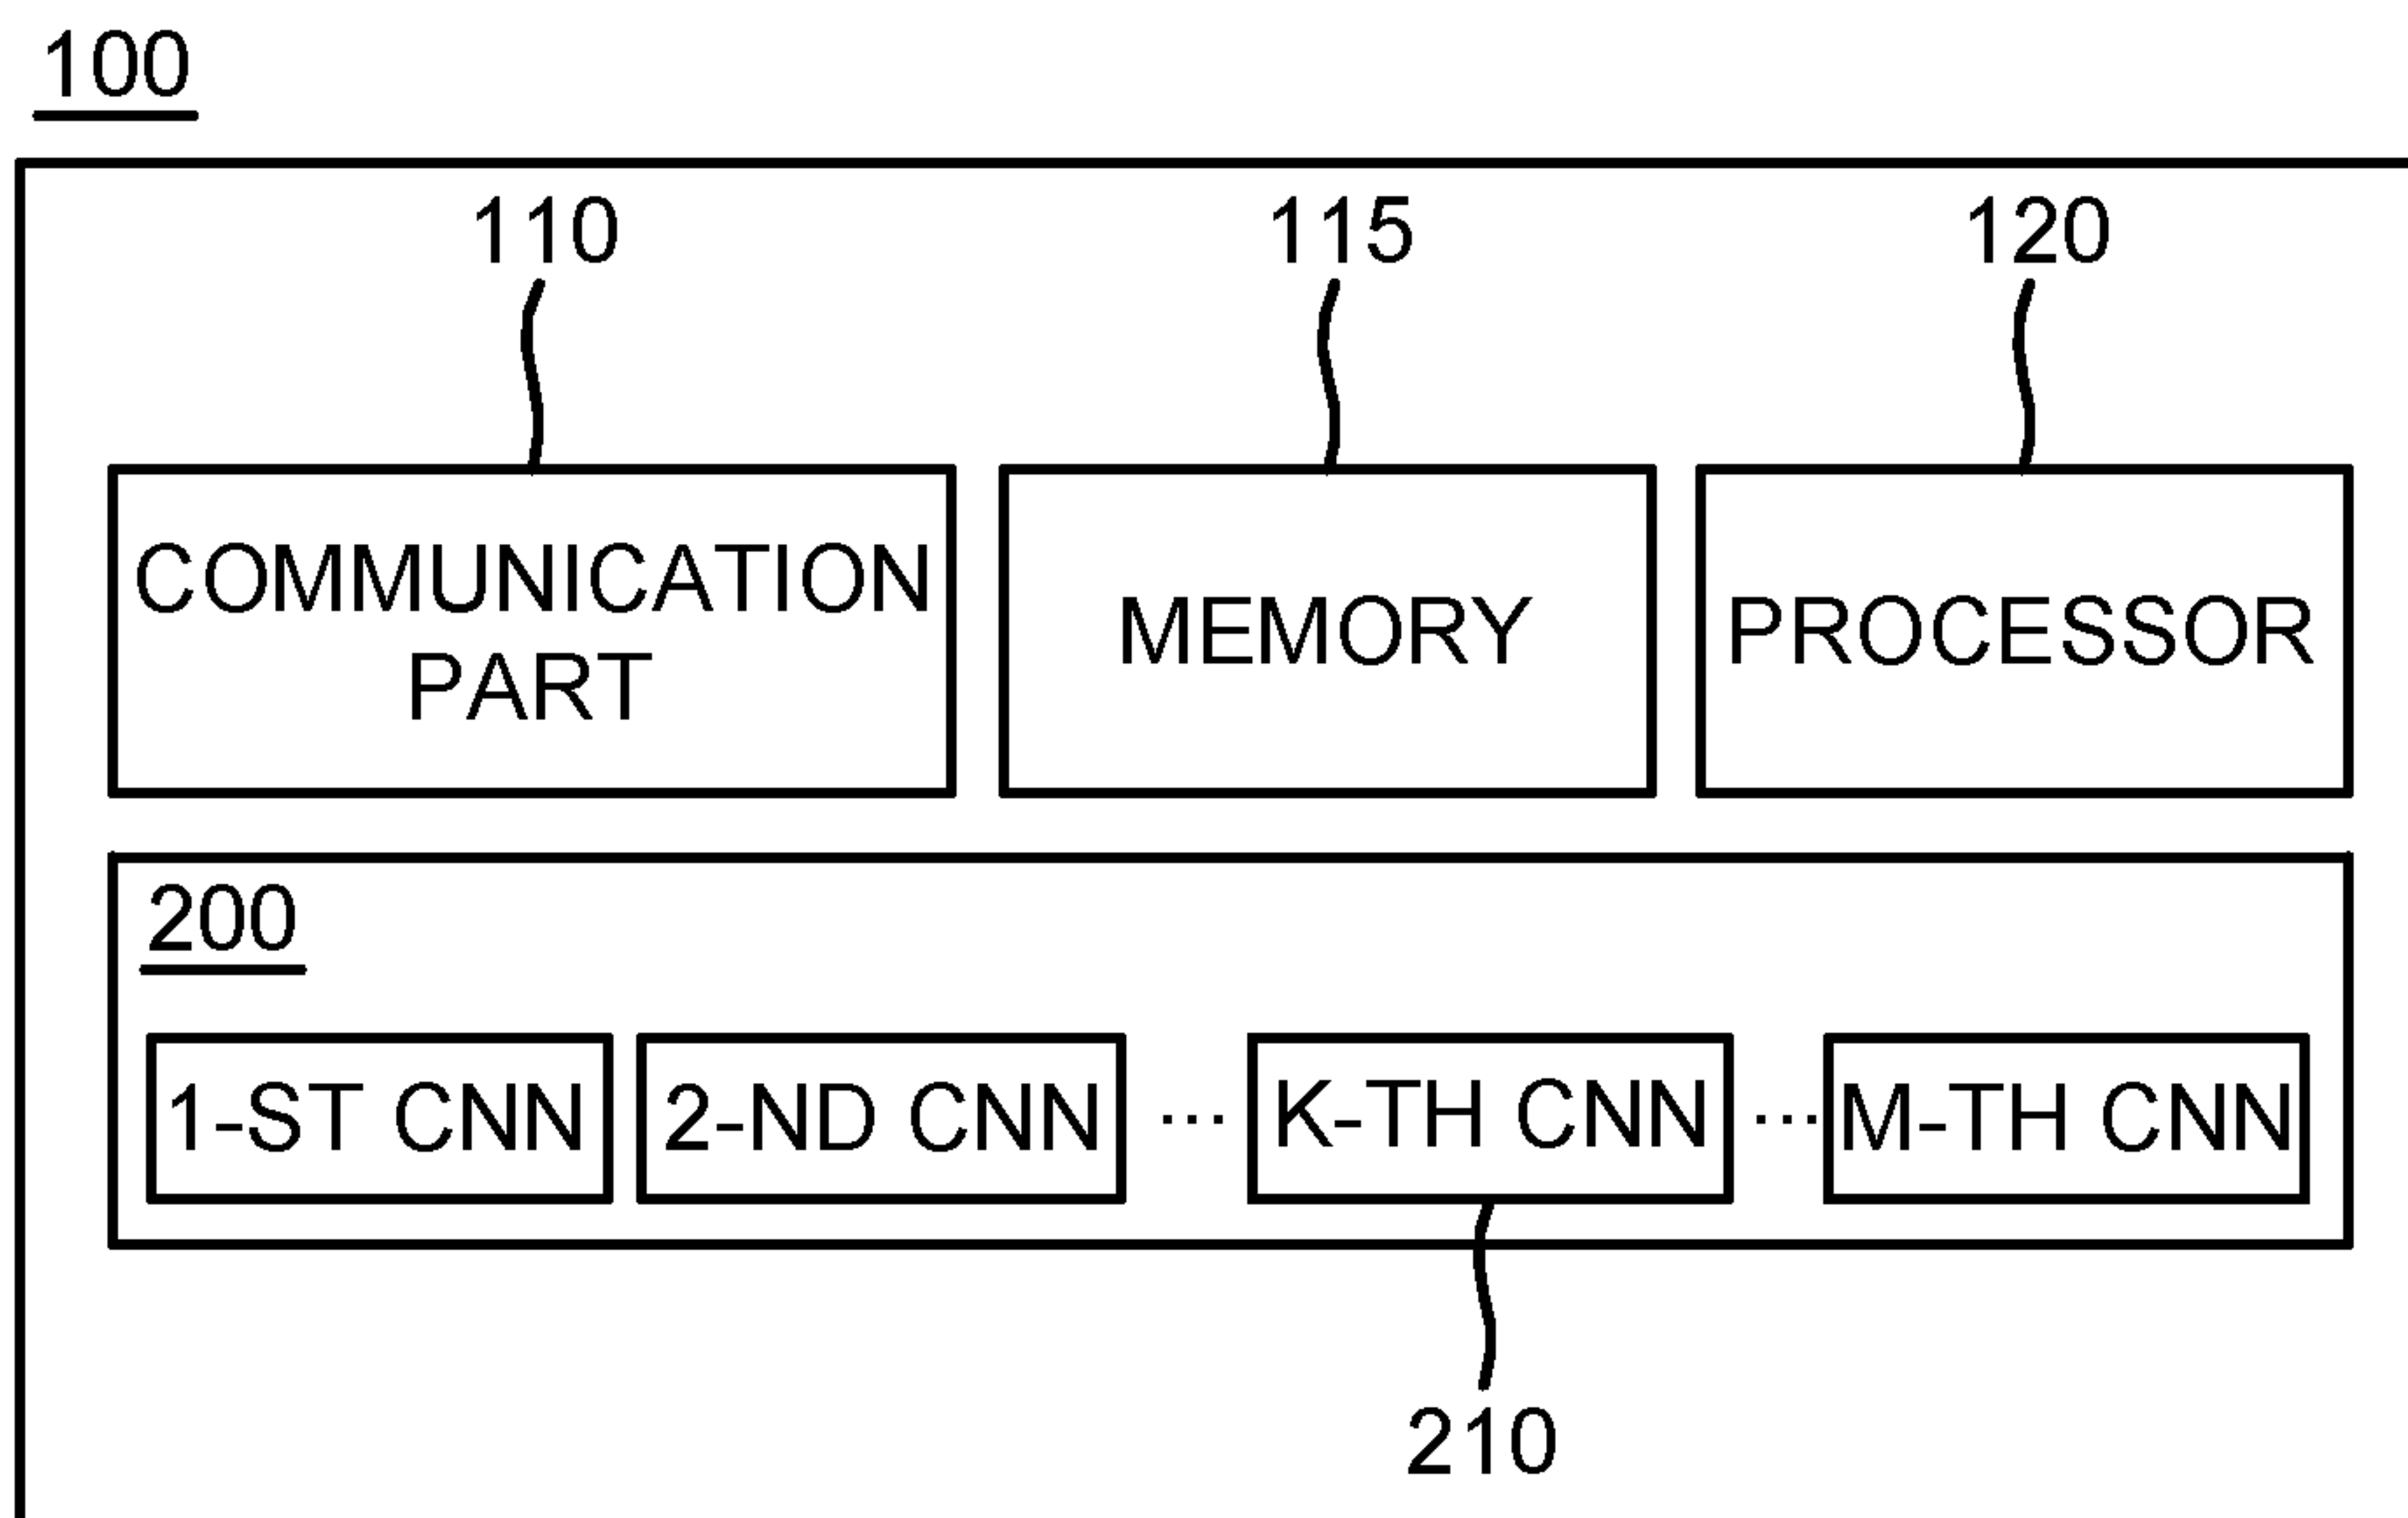 100
110 115 120
COMMUNICATION
PART
MEMORY
PROCESSOR
200
1-ST CNN 2-ND CNN ... K-TH CNN ... M-TH CNN
210